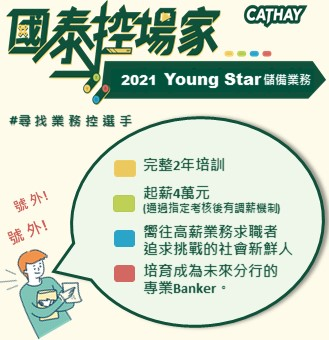 CATHAY
國泰控場家
2021 Young Star儲備業務
#尋找業務控選手
號外!
號外!
完整2年培訓
起薪4萬元
(通過指定考核後有調薪機制)
嚮往高薪業務求職者
追求挑戰的社會新鮮人
培育成為未來分行的
專業Banker。